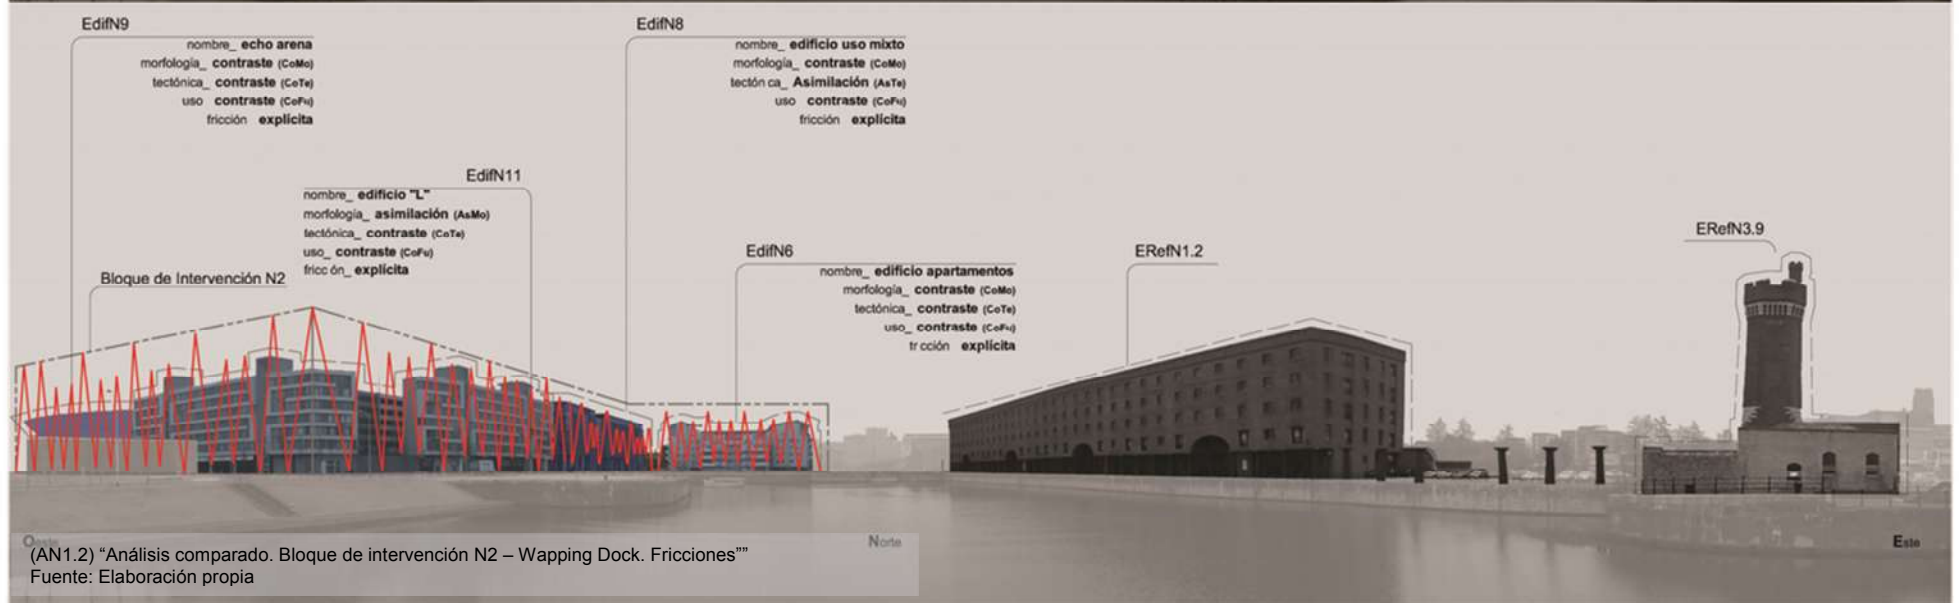 EdifN9
nombre_ echo arena
morfología_ contraste (CoMo)
tectónica_ contraste (CoTe)
uso contraste (CoFu)
fricción explícita
EdifN8
nombre_ edificio uso mixto
morfología_ contraste (CoMo)
tectón ca_ Asimilación (AsTe)
uso contraste (CoFu)
fricción explícita
EdifN11
nombre_ edificio "L"
morfología_ asimilación (AsMo)
tectónica_ contraste (CoTe)
uso_ contraste (CoFu)
fricc ón_ explícita
Bloque de Intervención N2
EdifN6
nombre_ edificio apartamentos
morfología_ contraste (CoMo)
tectónica_ contraste (CoTe)
uso_ contraste (CoFu)
fr cción explícita
ERefN1.2
ERefN3.9
Oeste
Norte
Este
(AN1.2) “Análisis comparado. Bloque de intervención N2 – Wapping Dock. Fricciones””
Fuente: Elaboración propia